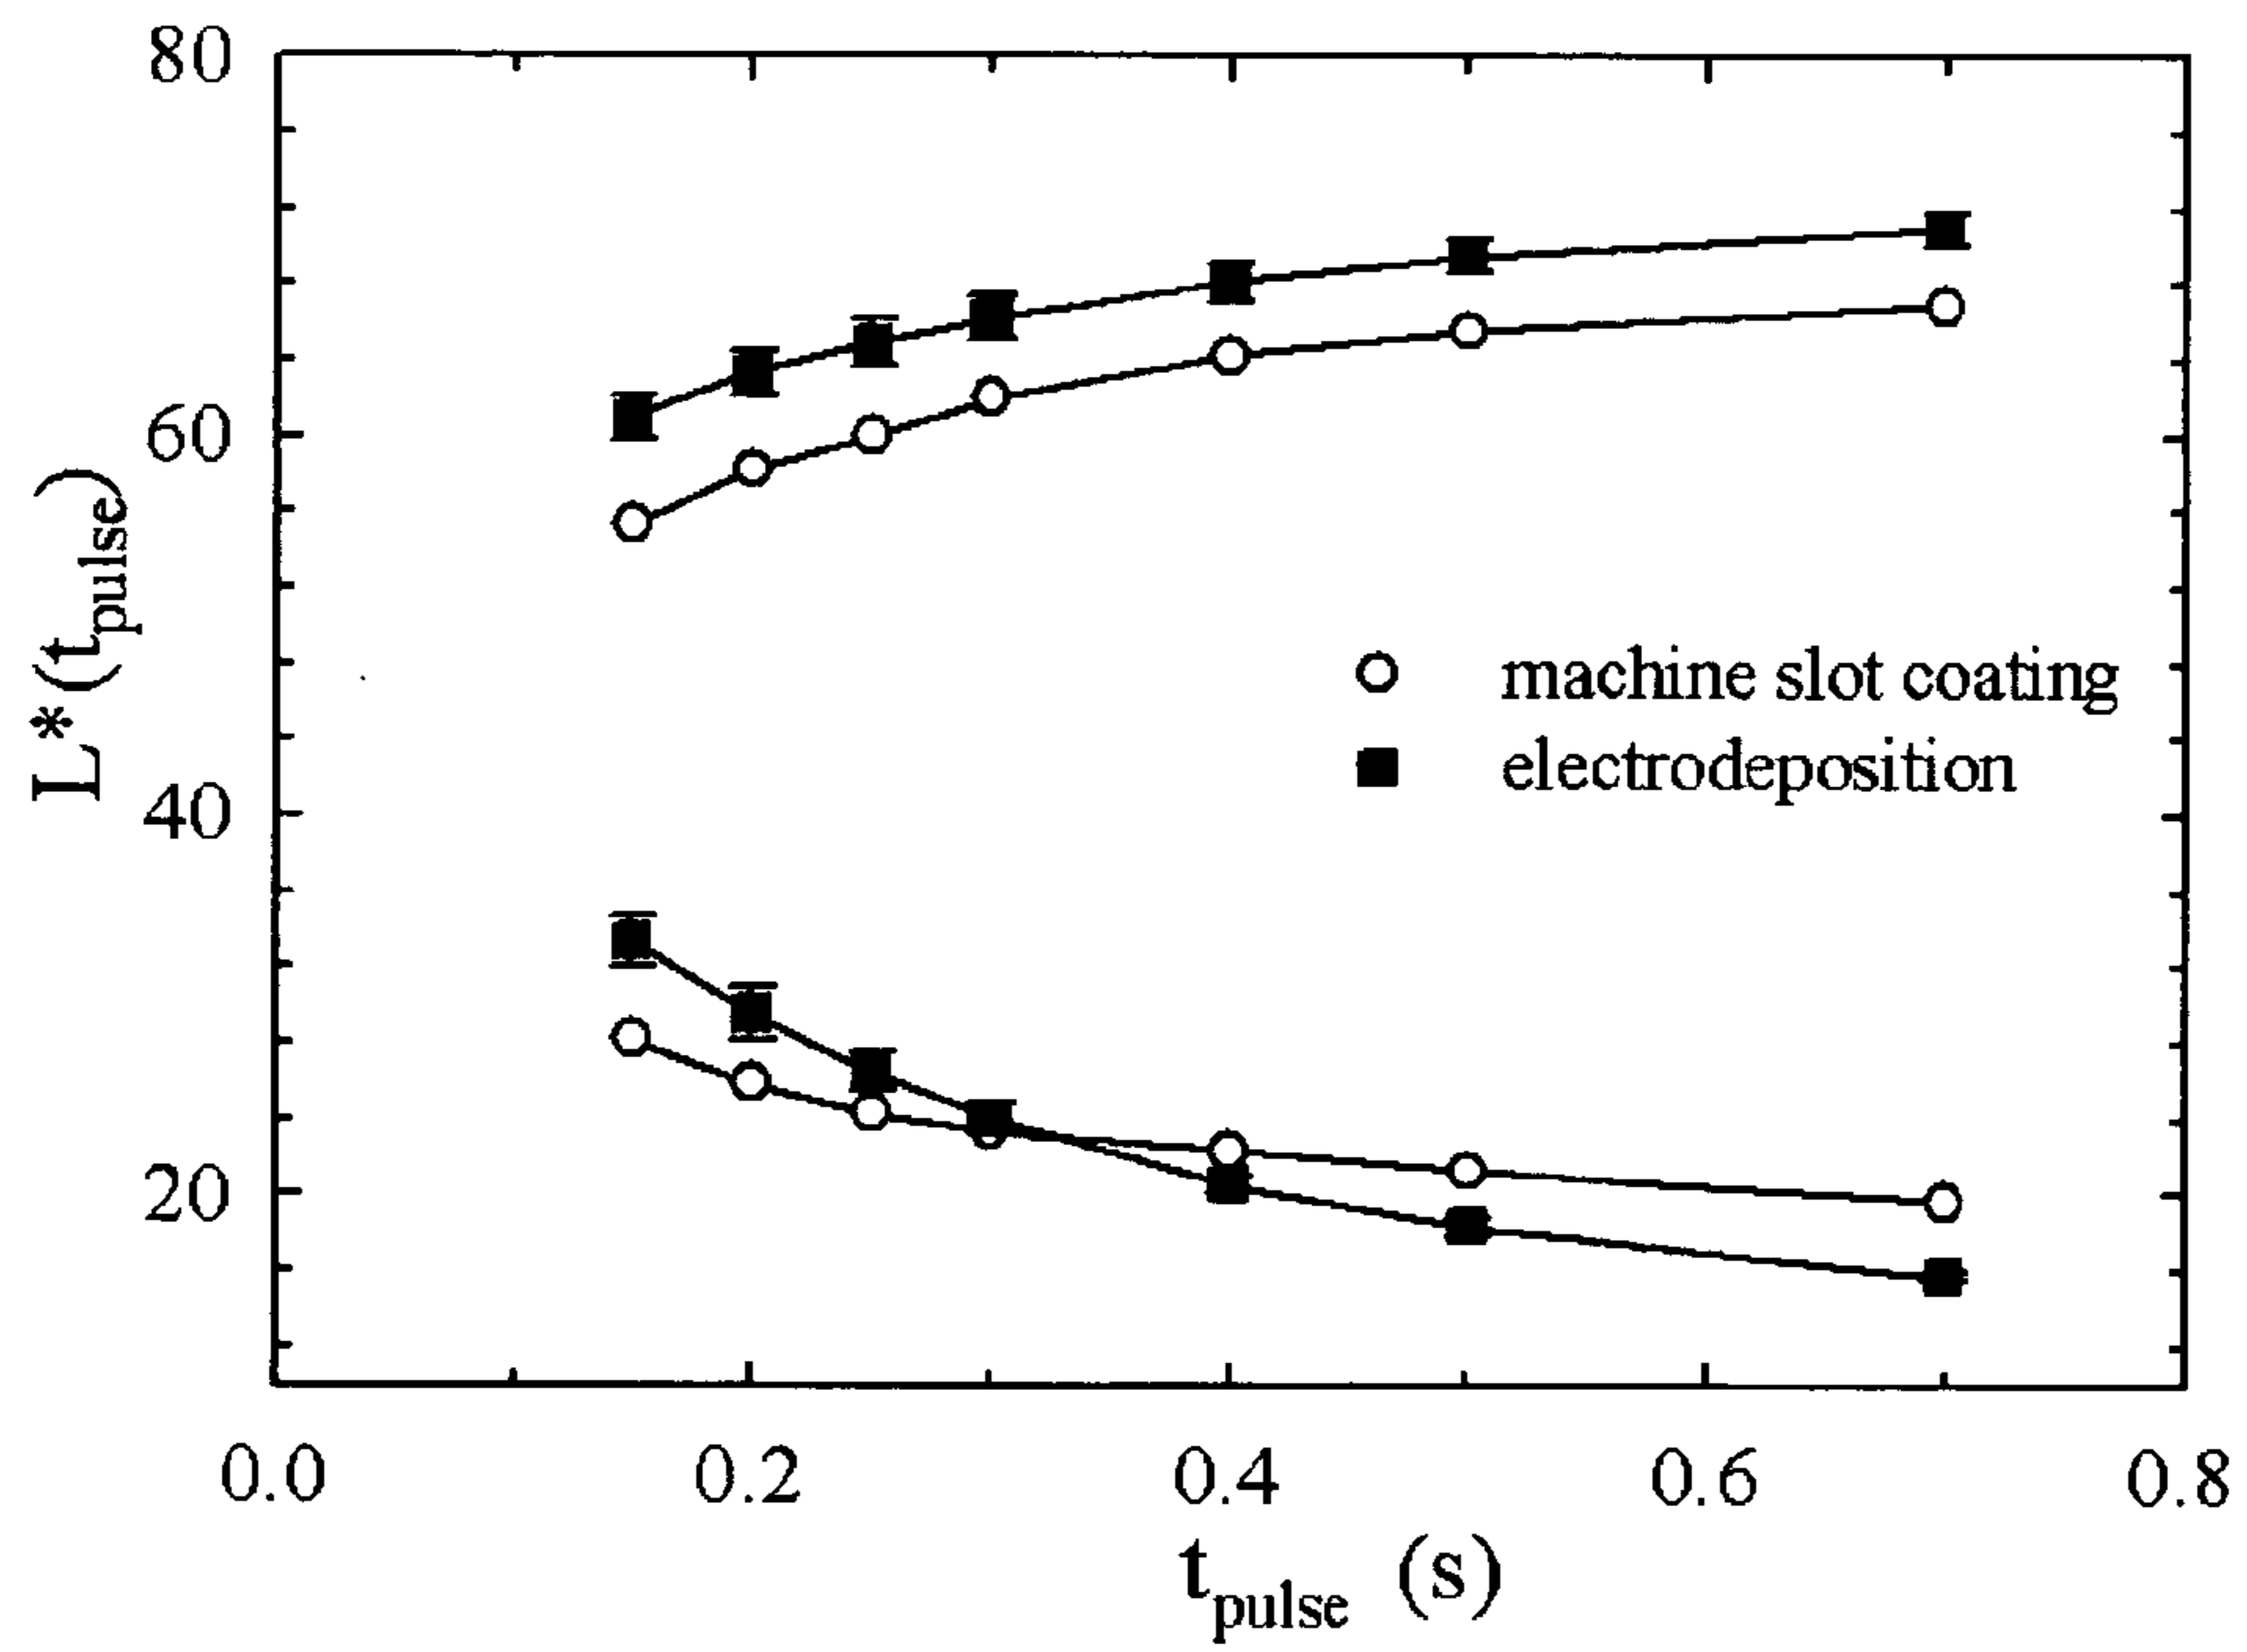 80
60
40
20
L*(t_pulse)
machine slot coating
electrodeposition
0.0 0.2 0.4 0.6 0.8
t_pulse (s)